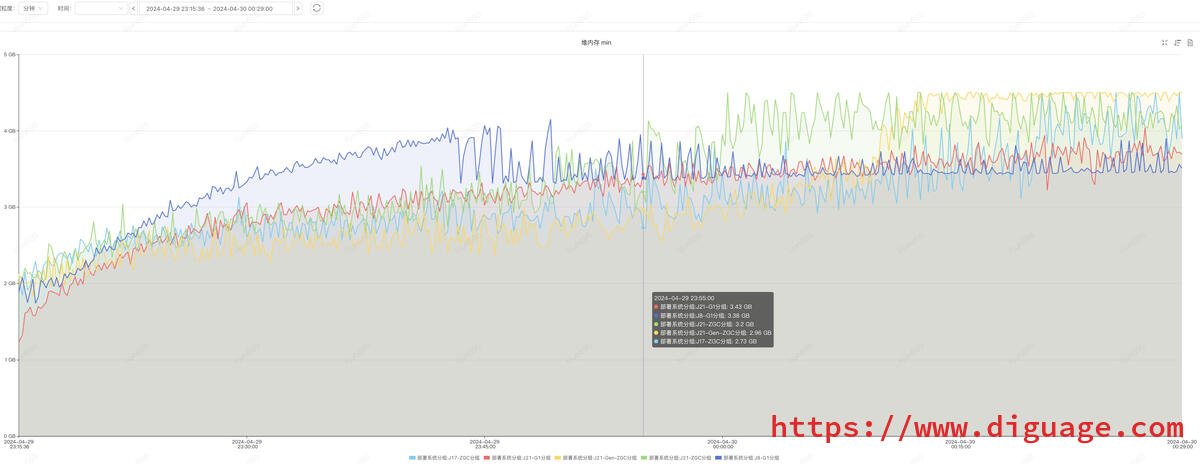 粒度: 分钟 时间: < 2024-04-29 23:15:36 ~ 2024-04-30 00:29:00 >
堆内存 min
5 GB
4 GB
3 GB
2 GB
1 GB
0 GB
2024-04-29 23:55:00
部署系统分组:J21-G1分组: 3.43 GB
部署系统分组:J8-G1分组: 3.38 GB
部署系统分组:J21-ZGC分组: 3.2 GB
部署系统分组:J21-Gen-ZGC分组: 2.96 GB
部署系统分组:J17-ZGC分组: 2.73 GB
https://www.diguage.com
2024-04-29 2024-04-29 2024-04-29 2024-04-30 2024-04-30 2024-04-30
23:15:36 23:30:00 23:45:00 00:00:00 00:15:00 00:29:00
部署系统分组:J17-ZGC分组 部署系统分组:J21-G1分组 部署系统分组:J21-Gen-ZGC分组 部署系统分组:J21-ZGC分组 部署系统分组:J8-G1分组